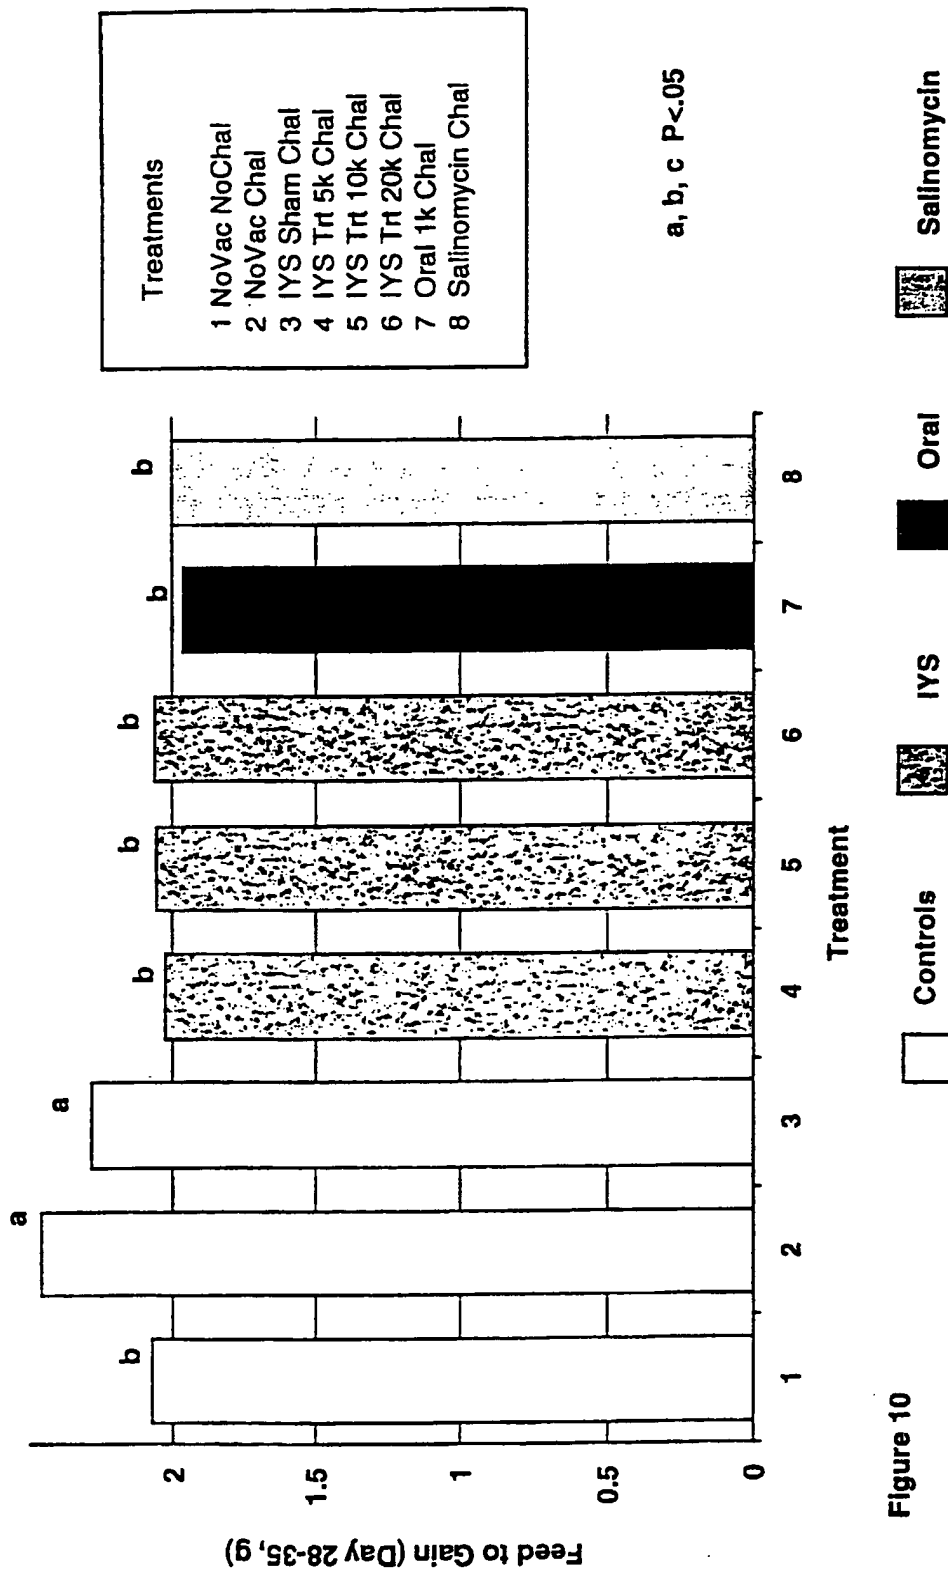 Feed to Gain (Day 28-35, g)
2
1.5
1
0.5
0
b
a
a
b
b
b
b
b
1
2
3
4
5
6
7
8
Treatment
Treatments
1 NoVac NoChal
2 NoVac Chal
3 IYS Sham Chal
4 IYS Trt 5k Chal
5 IYS Trt 10k Chal
6 IYS Trt 20k Chal
7 Oral 1k Chal
8 Salinomycin Chal
a, b, c P<.05
Controls
IYS
Oral
Salinomycin
Figure 10